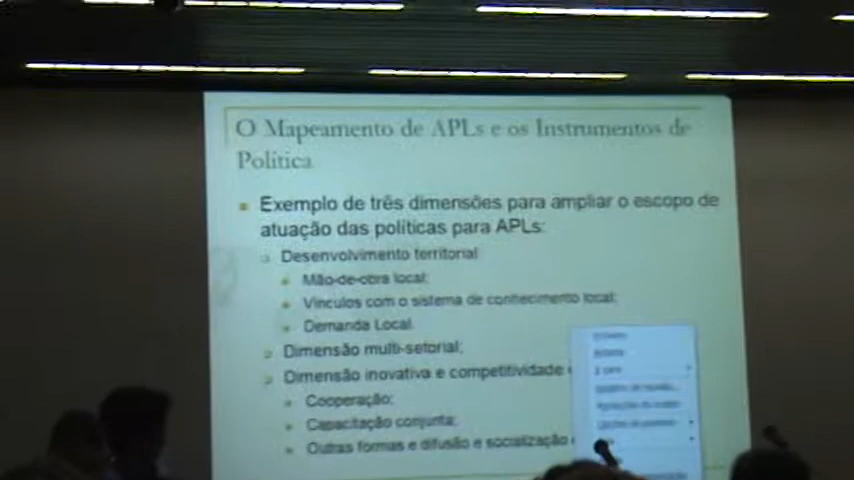 O Mapeamento de APLs e os Instrumentos de
Política
Exemplo de três dimensões para ampliar o escopo de
atuação das políticas para APLs:
Desenvolvimento territorial
Mão-de-obra local;
Vínculos com o sistema de conhecimento local;
Demanda Local.
Dimensão multi-setorial;
Dimensão inovativa e competitividade
Cooperação;
Capacitação conjunta;
Outras formas e difusão e socialização